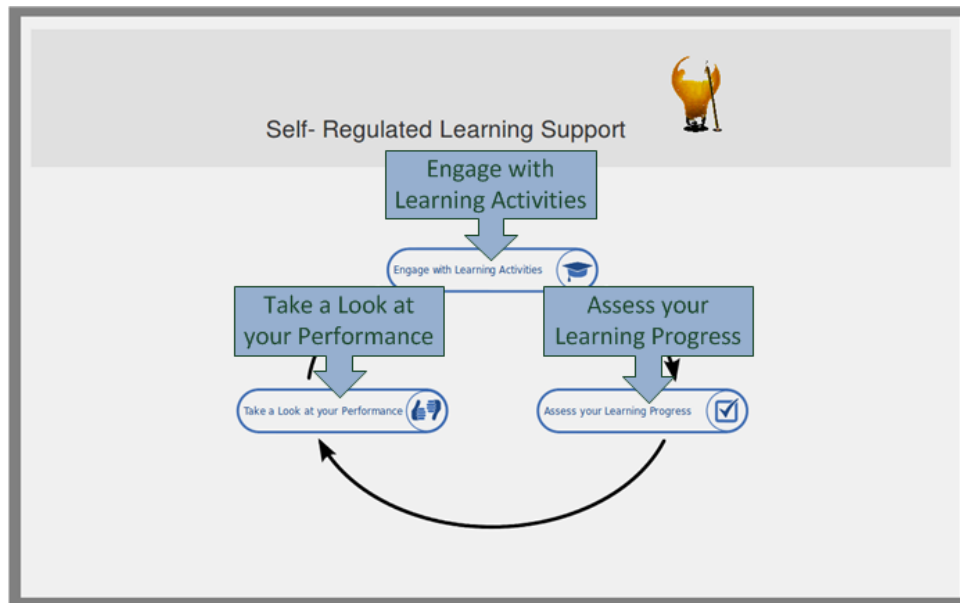 Self- Regulated Learning Support
Engage with
Learning Activities
Engage with Learning Activities
Take a Look at
your Performance
Assess your
Learning Progress
Take a Look at your Performance
Assess your Learning Progress